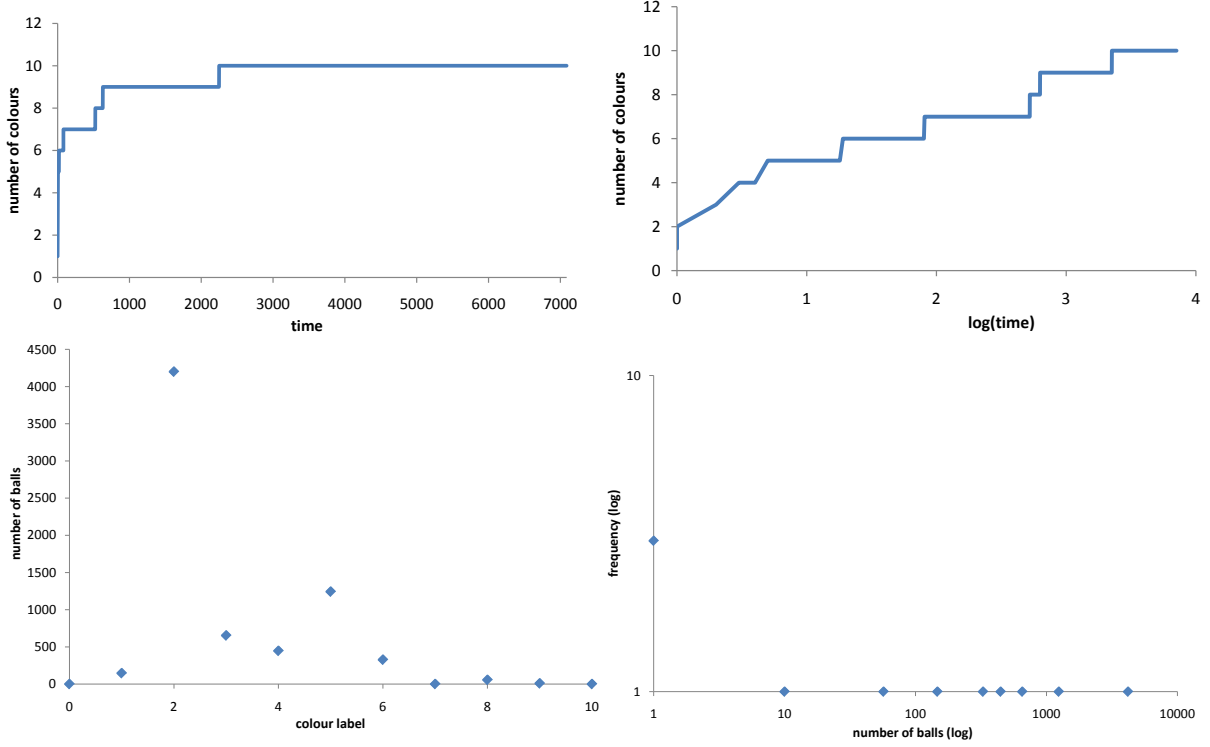 12
10
8
6
4
2
0
number of colours
0 1000 2000 3000 4000 5000 6000 7000
time
12
10
8
6
4
2
0
number of colours
0 1 2 3 4
log(time)
4500
4000
3500
3000
2500
2000
1500
1000
500
0
number of balls
0 2 4 6 8 10
colour label
10
1
frequency (log)
1 10 100 1000 10000
number of balls (log)